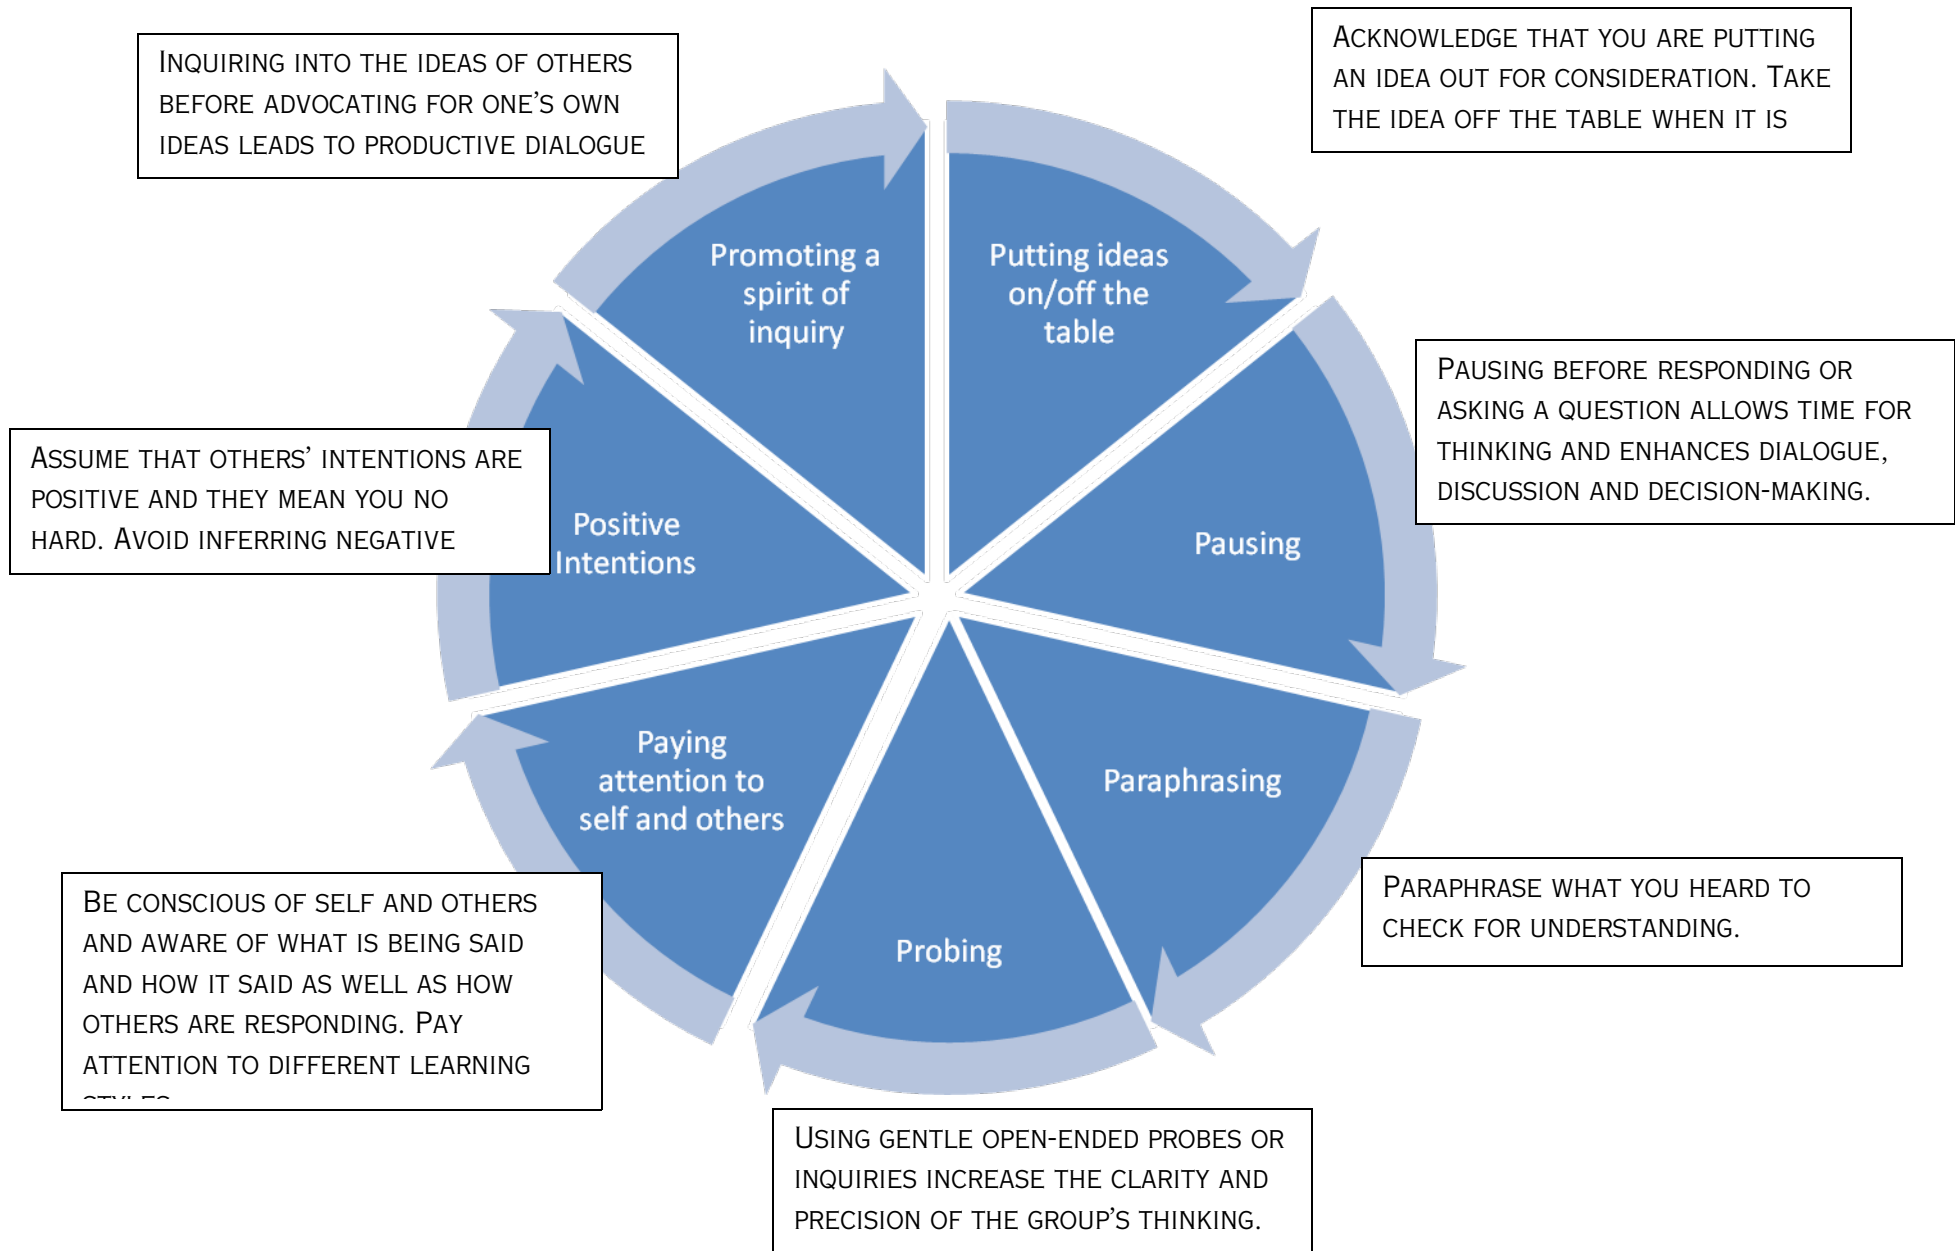 INQUIRING INTO THE IDEAS OF OTHERS
BEFORE ADVOCATING FOR ONE'S OWN
IDEAS LEADS TO PRODUCTIVE DIALOGUE
ACKNOWLEDGE THAT YOU ARE PUTTING
AN IDEA OUT FOR CONSIDERATION. TAKE
THE IDEA OFF THE TABLE WHEN IT IS
Promoting a
spirit of
inquiry
Putting ideas
on/off the
table
PAUSING BEFORE RESPONDING OR
ASKING A QUESTION ALLOWS TIME FOR
THINKING AND ENHANCES DIALOGUE,
DISCUSSION AND DECISION-MAKING.
ASSUME THAT OTHERS' INTENTIONS ARE
POSITIVE AND THEY MEAN YOU NO
HARD. AVOID INFERRING NEGATIVE
Positive
Intentions
Pausing
Paying
attention to
self and others
Paraphrasing
PARAPHRASE WHAT YOU HEARD TO
CHECK FOR UNDERSTANDING.
BE CONSCIOUS OF SELF AND OTHERS
AND AWARE OF WHAT IS BEING SAID
AND HOW IT SAID AS WELL AS HOW
OTHERS ARE RESPONDING. PAY
ATTENTION TO DIFFERENT LEARNING
Probing
USING GENTLE OPEN-ENDED PROBES OR
INQUIRIES INCREASE THE CLARITY AND
PRECISION OF THE GROUP'S THINKING.